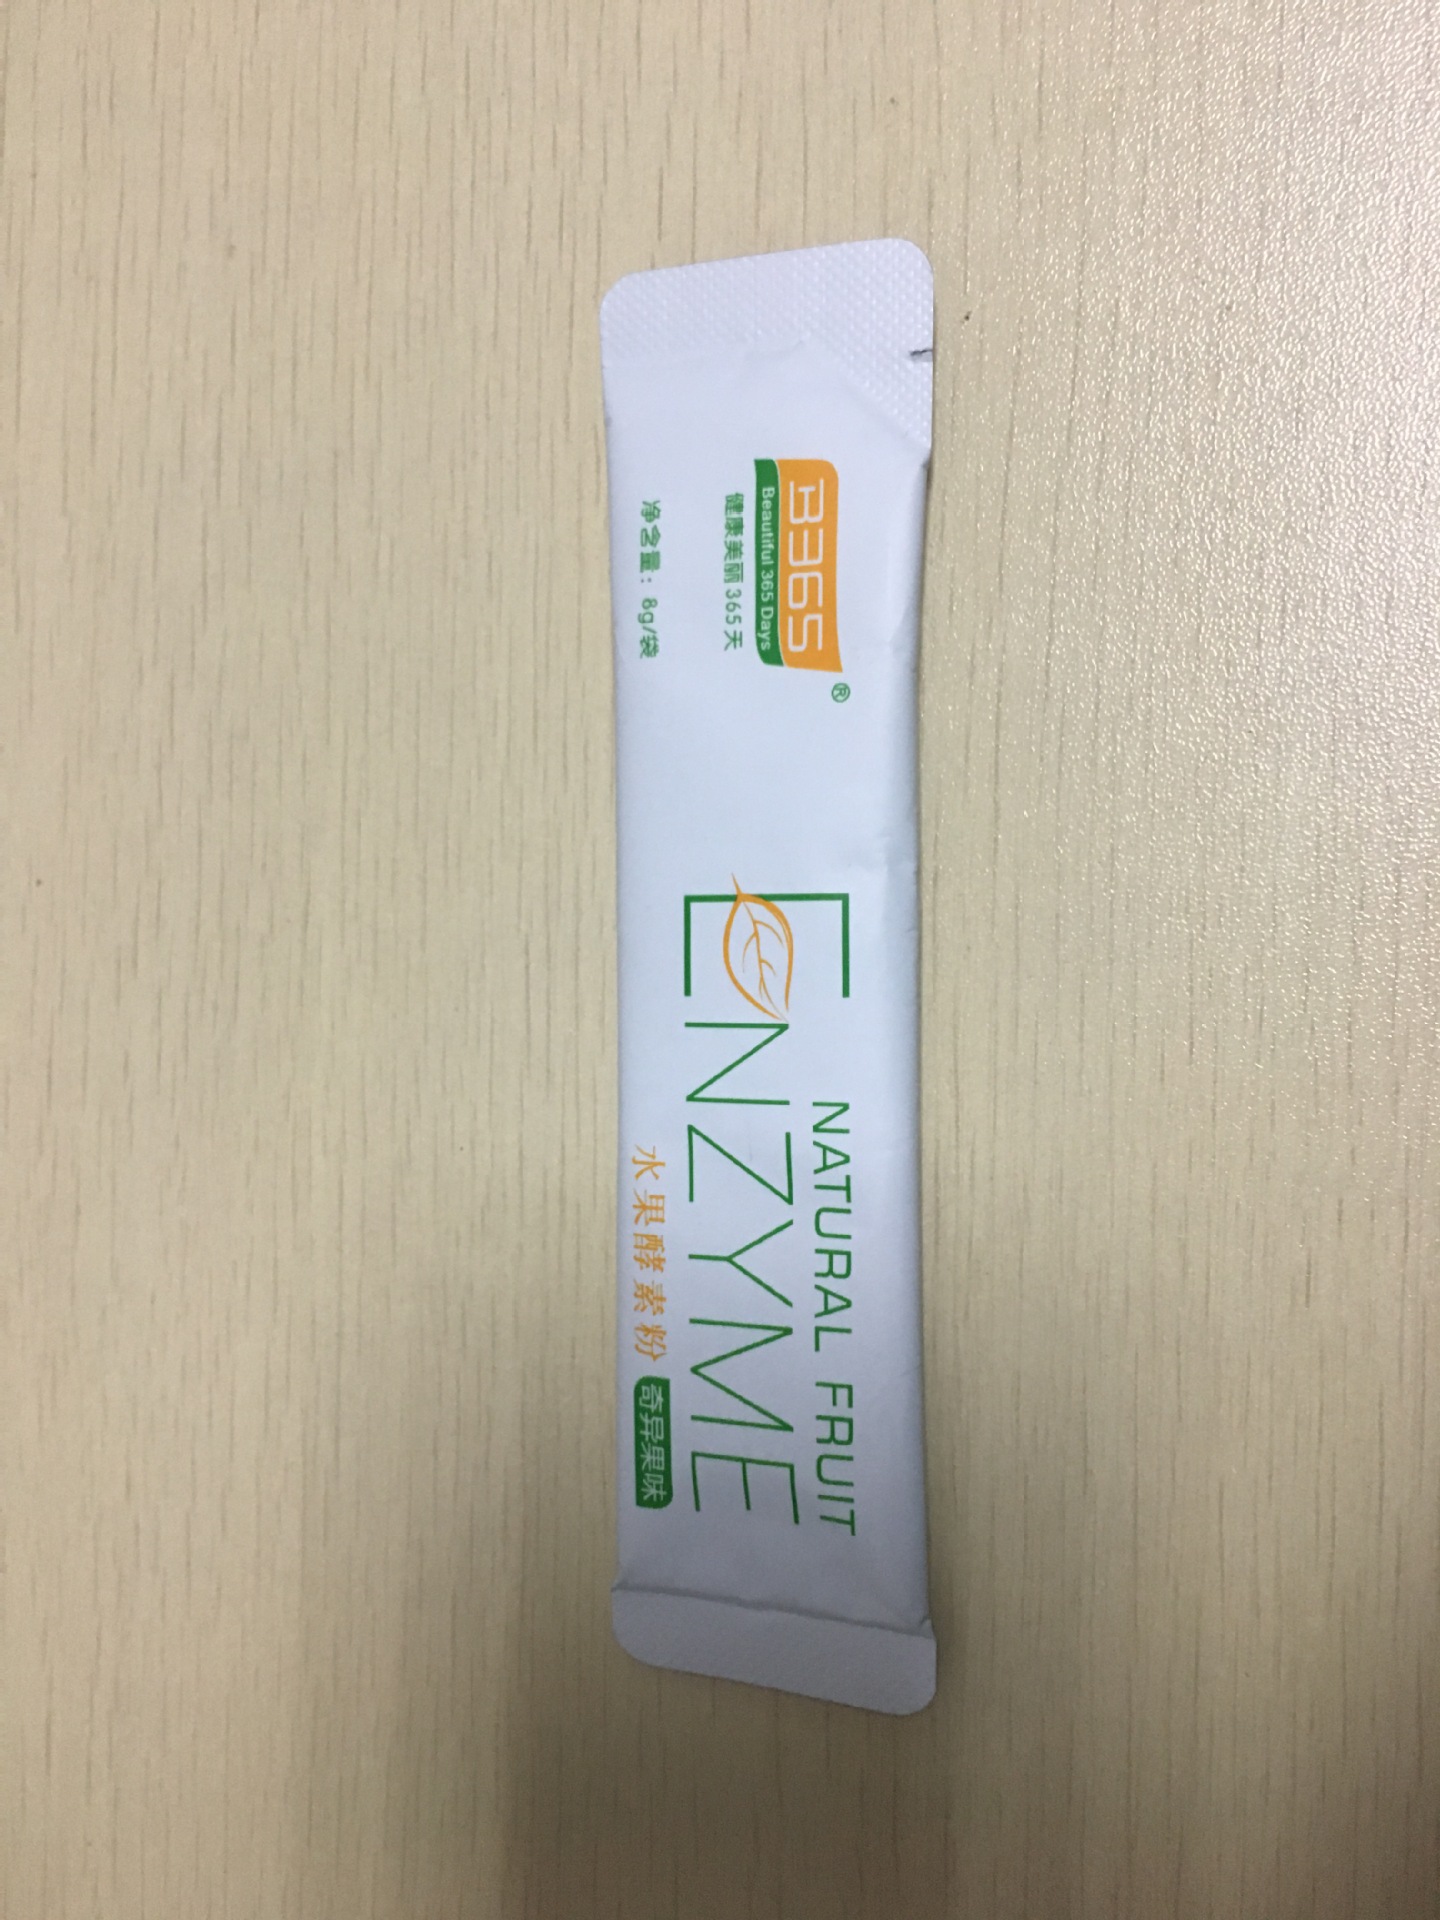 B365®
Beautiful 365 Days
健康美丽365天
净含量：8g/袋
NATURAL FRUIT
ENZYME
水果酵素粉 奇异果味